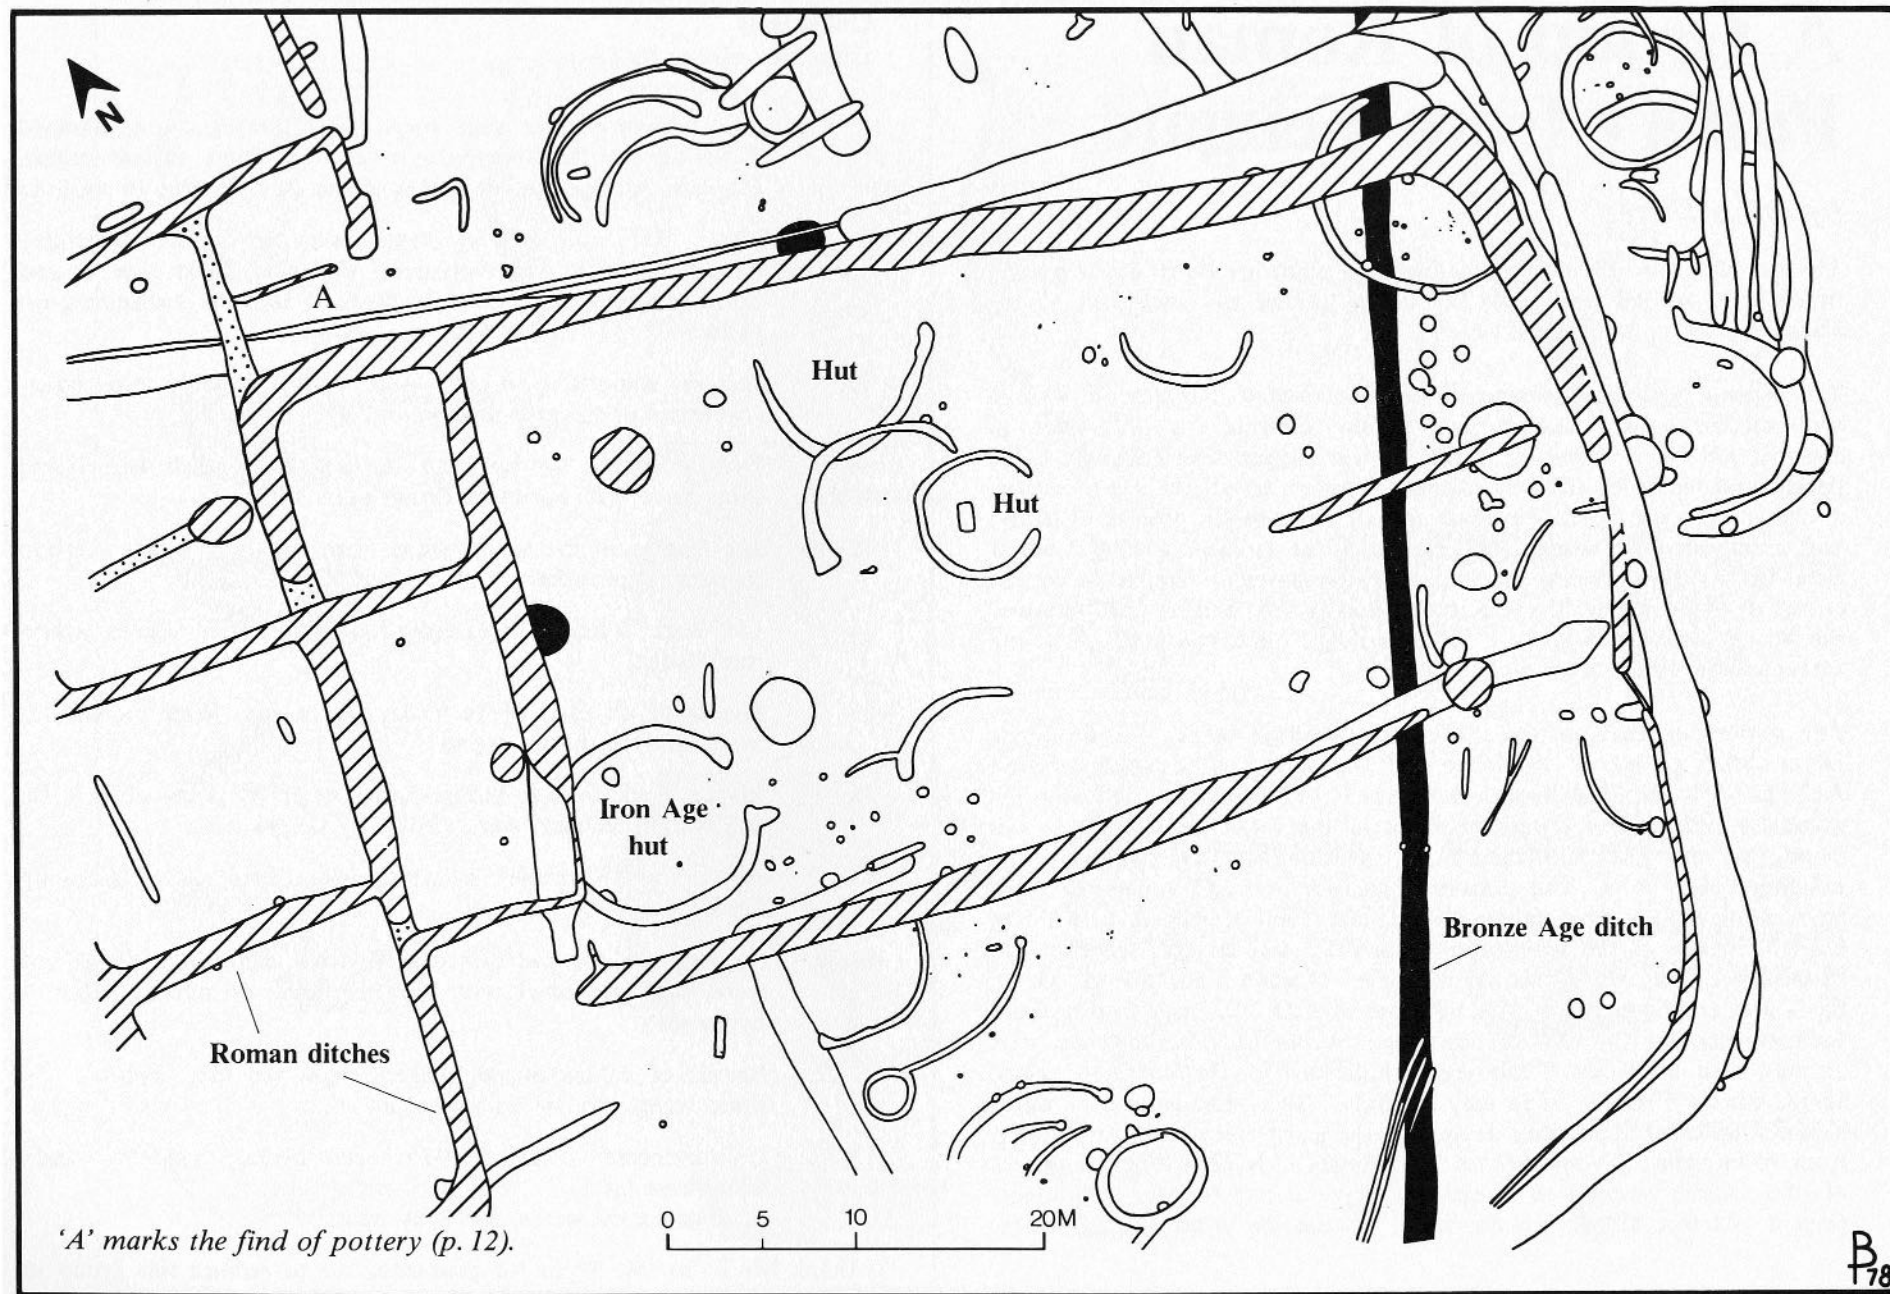 N
A
Hut
Hut
Iron Age
hut
Bronze Age ditch
Roman ditches
0 5 10 20M
'A' marks the find of pottery (p. 12).
78